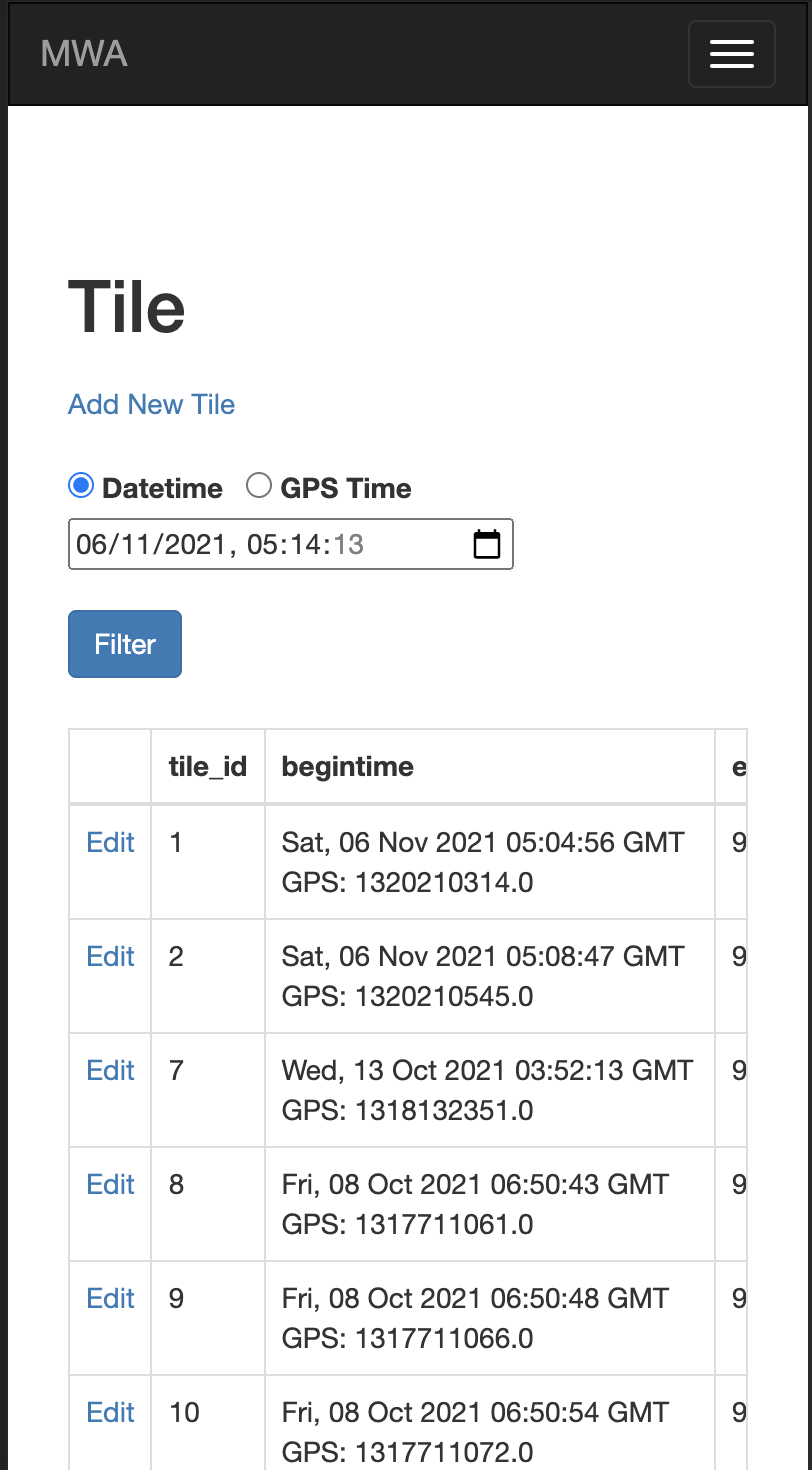 MWA
Tile
Add New Tile
Datetime GPS Time
06/11/2021, 05:14:13
Filter
tile_id begintime e
Edit 1 Sat, 06 Nov 2021 05:04:56 GMT 9
GPS: 1320210314.0
Edit 2 Sat, 06 Nov 2021 05:08:47 GMT 9
GPS: 1320210545.0
Edit 7 Wed, 13 Oct 2021 03:52:13 GMT 9
GPS: 1318132351.0
Edit 8 Fri, 08 Oct 2021 06:50:43 GMT 9
GPS: 1317711061.0
Edit 9 Fri, 08 Oct 2021 06:50:48 GMT 9
GPS: 1317711066.0
Edit 10 Fri, 08 Oct 2021 06:50:54 GMT 9
GPS: 1317711072.0